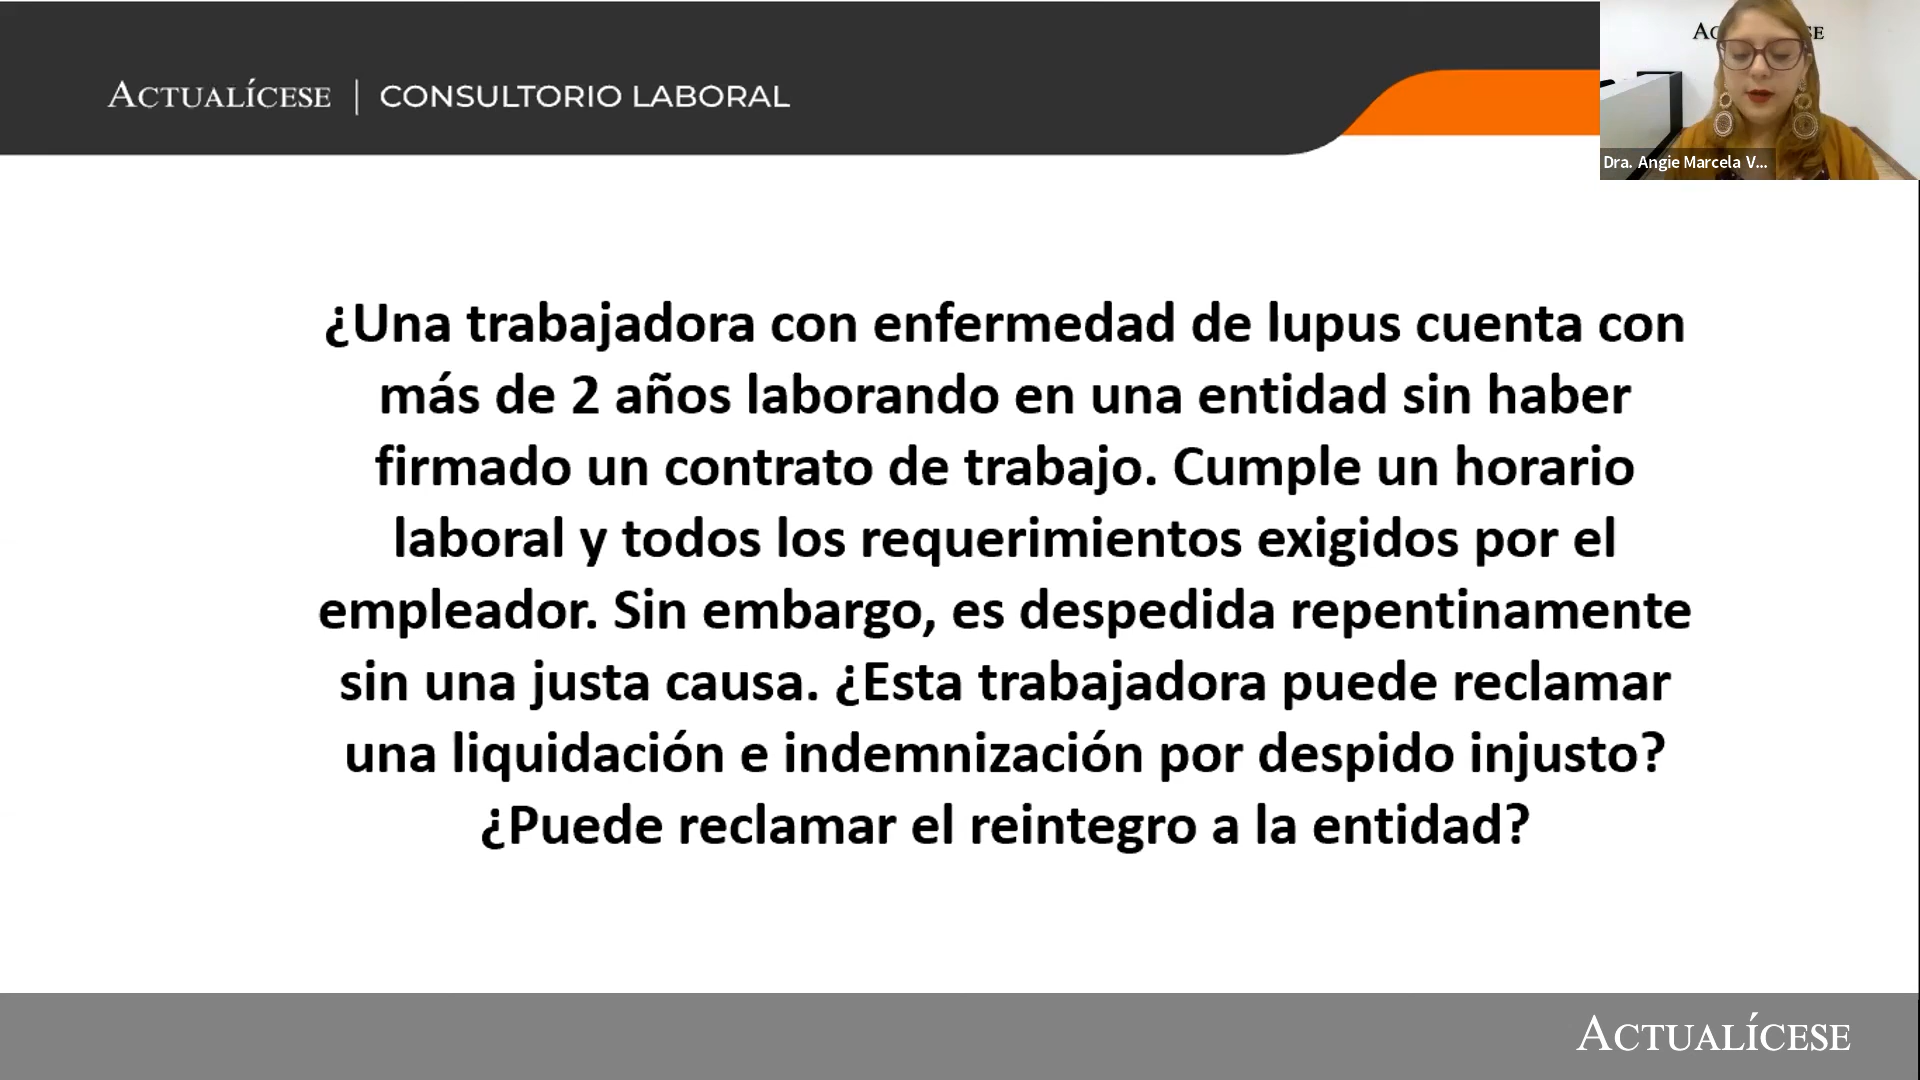 ACTUALÍCESE | CONSULTORIO LABORAL
Dra. Angie Marcela V...
¿Una trabajadora con enfermedad de lupus cuenta con
más de 2 años laborando en una entidad sin haber
firmado un contrato de trabajo. Cumple un horario
laboral y todos los requerimientos exigidos por el
empleador. Sin embargo, es despedida repentinamente
sin una justa causa. ¿Esta trabajadora puede reclamar
una liquidación e indemnización por despido injusto?
¿Puede reclamar el reintegro a la entidad?
ACTUALÍCESE